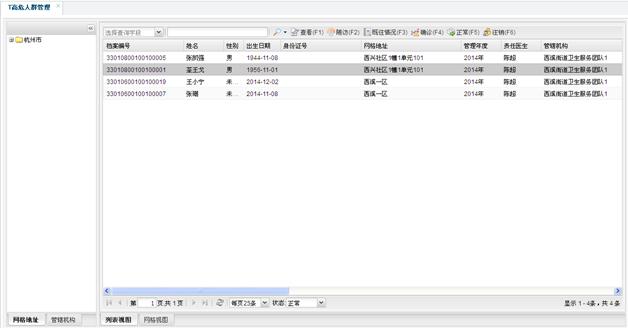 T高危人群管理
杭州市
请选择查询字段 查看(F1) 随访(F2) 既往情况(F3) 确诊(F4) 正常(F5) 注销(F6)
档案编号 姓名 性别 出生日期 身份证号 网格地址 管理年度 责任医生 管辖机构
330108001001​00005 张 男 1944-11-08 西兴社区1幢1单元101 2014年 陈超 西溪街道卫生服务团队1
33010800100100001 王戈 男 1956-11-01 西兴社区1幢1单元101 2014年 陈超 西溪街道卫生服务团队1
33010600100100019 王小宁 未... 2014-12-02 西溪一区 2014年 陈超 西溪街道卫生服务团队1
33010600100100007 张 未... 2014-11-08 西溪一区 2014年 陈超 西溪街道卫生服务团队1
第 1 页,共 1 页 每页25条 状态: 正常 显示 1 - 4条，共 4 条
网格地址 管辖机构 列表视图 网格视图